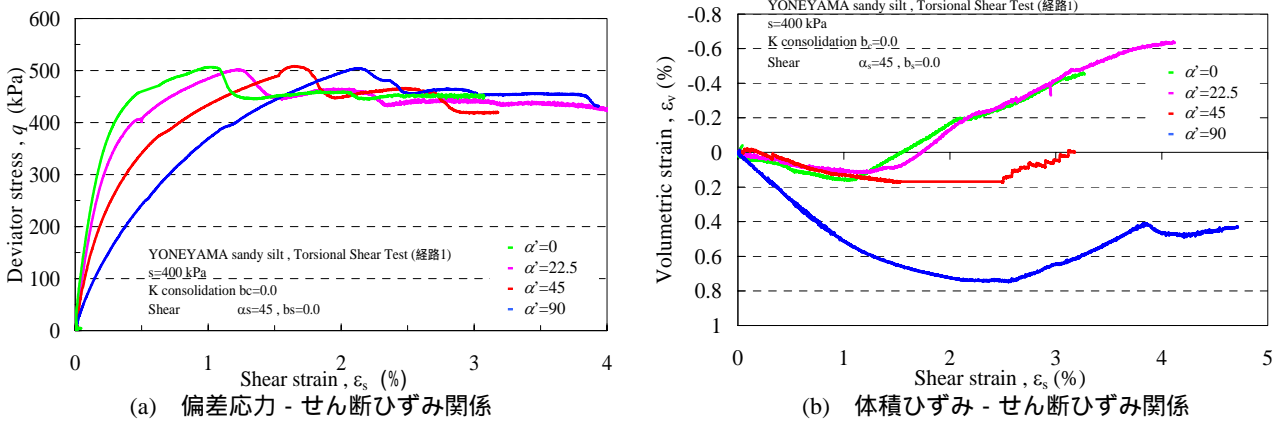 600
500
400
300
200
100
0
Deviator stress , q (kPa)
YONEYAMA sandy silt , Torsional Shear Test (経路1)
s=400 kPa
K consolidation bc=0.0
Shear αs=45 , bs=0.0
α'=0
α'=22.5
α'=45
α'=90
0 1 2 3 4
Shear strain , εs (%)
(a) 偏差応力 - せん断ひずみ関係
YONEYAMA sandy silt , Torsional Shear Test (経路1)
s=400 kPa
K consolidation bc=0.0
Shear αs=45 , bs=0.0
-0.8
-0.6
-0.4
-0.2
0
0.2
0.4
0.6
0.8
1
Volumetric strain , εv (%)
α'=0
α'=22.5
α'=45
α'=90
0 1 2 3 4 5
Shear strain , εs (%)
(b) 体積ひずみ - せん断ひずみ関係